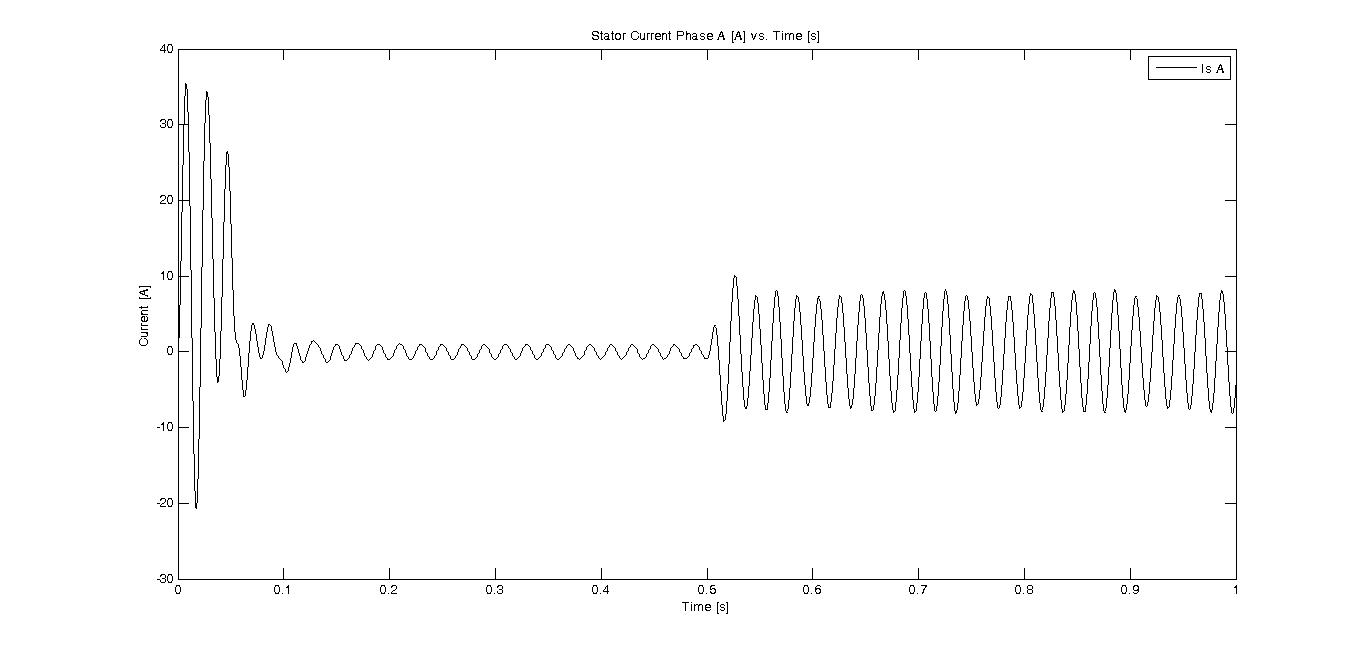 Stator Current Phase A [A] vs. Time [s]
Is A
Current [A]
40
30
20
10
0
-10
-20
-30
0 0.1 0.2 0.3 0.4 0.5 0.6 0.7 0.8 0.9 1
Time [s]